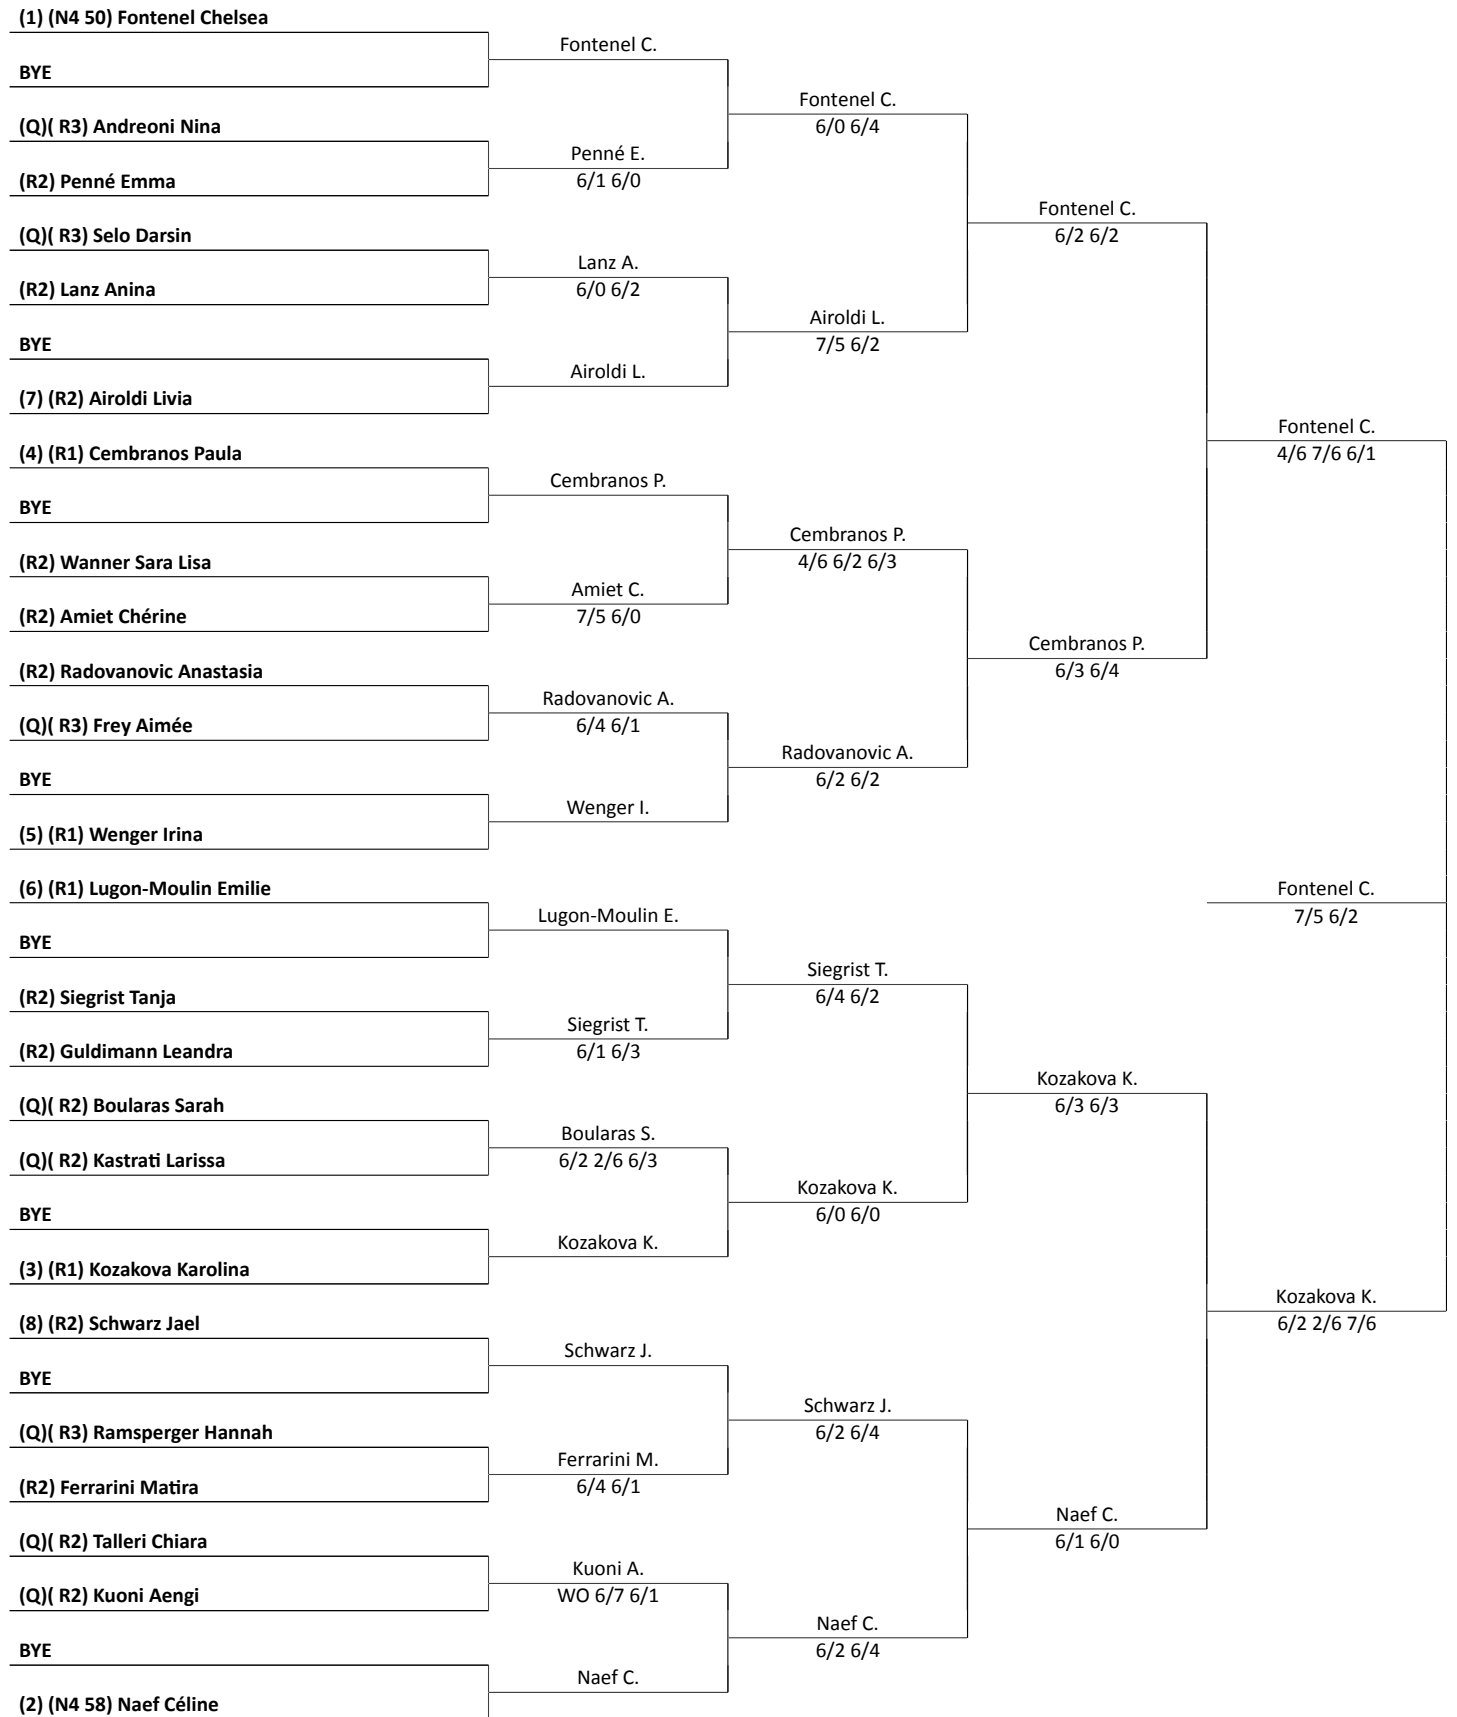 (1) (N4 50) Fontenel Chelsea
BYE
(Q)( R3) Andreoni Nina
(R2) Penné Emma
(Q)( R3) Selo Darsin
(R2) Lanz Anina
BYE
(7) (R2) Airoldi Livia
(4) (R1) Cembranos Paula
BYE
(R2) Wanner Sara Lisa
(R2) Amiet Chérine
(R2) Radovanovic Anastasia
(Q)( R3) Frey Aimée
BYE
(5) (R1) Wenger Irina
(6) (R1) Lugon-Moulin Emilie
BYE
(R2) Siegrist Tanja
(R2) Guldimann Leandra
(Q)( R2) Boularas Sarah
(Q)( R2) Kastrati Larissa
BYE
(3) (R1) Kozakova Karolina
(8) (R2) Schwarz Jael
BYE
(Q)( R3) Ramsperger Hannah
(R2) Ferrarini Matira
(Q)( R2) Talleri Chiara
(Q)( R2) Kuoni Aengi
BYE
(2) (N4 58) Naef Céline
Fontenel C.
Penné E.
6/1 6/0
Lanz A.
6/0 6/2
Airoldi L.
Cembranos P.
Amiet C.
7/5 6/0
Radovanovic A.
6/4 6/1
Wenger I.
Lugon-Moulin E.
Siegrist T.
6/1 6/3
Boularas S.
6/2 2/6 6/3
Kozakova K.
Schwarz J.
Ferrarini M.
6/4 6/1
Kuoni A.
WO 6/7 6/1
Naef C.
Fontenel C.
6/0 6/4
Airoldi L.
7/5 6/2
Cembranos P.
4/6 6/2 6/3
Radovanovic A.
6/2 6/2
Siegrist T.
6/4 6/2
Kozakova K.
6/0 6/0
Schwarz J.
6/2 6/4
Naef C.
6/2 6/4
Fontenel C.
6/2 6/2
Cembranos P.
6/3 6/4
Kozakova K.
6/3 6/3
Naef C.
6/1 6/0
Fontenel C.
4/6 7/6 6/1
Fontenel C.
7/5 6/2
Kozakova K.
6/2 2/6 7/6